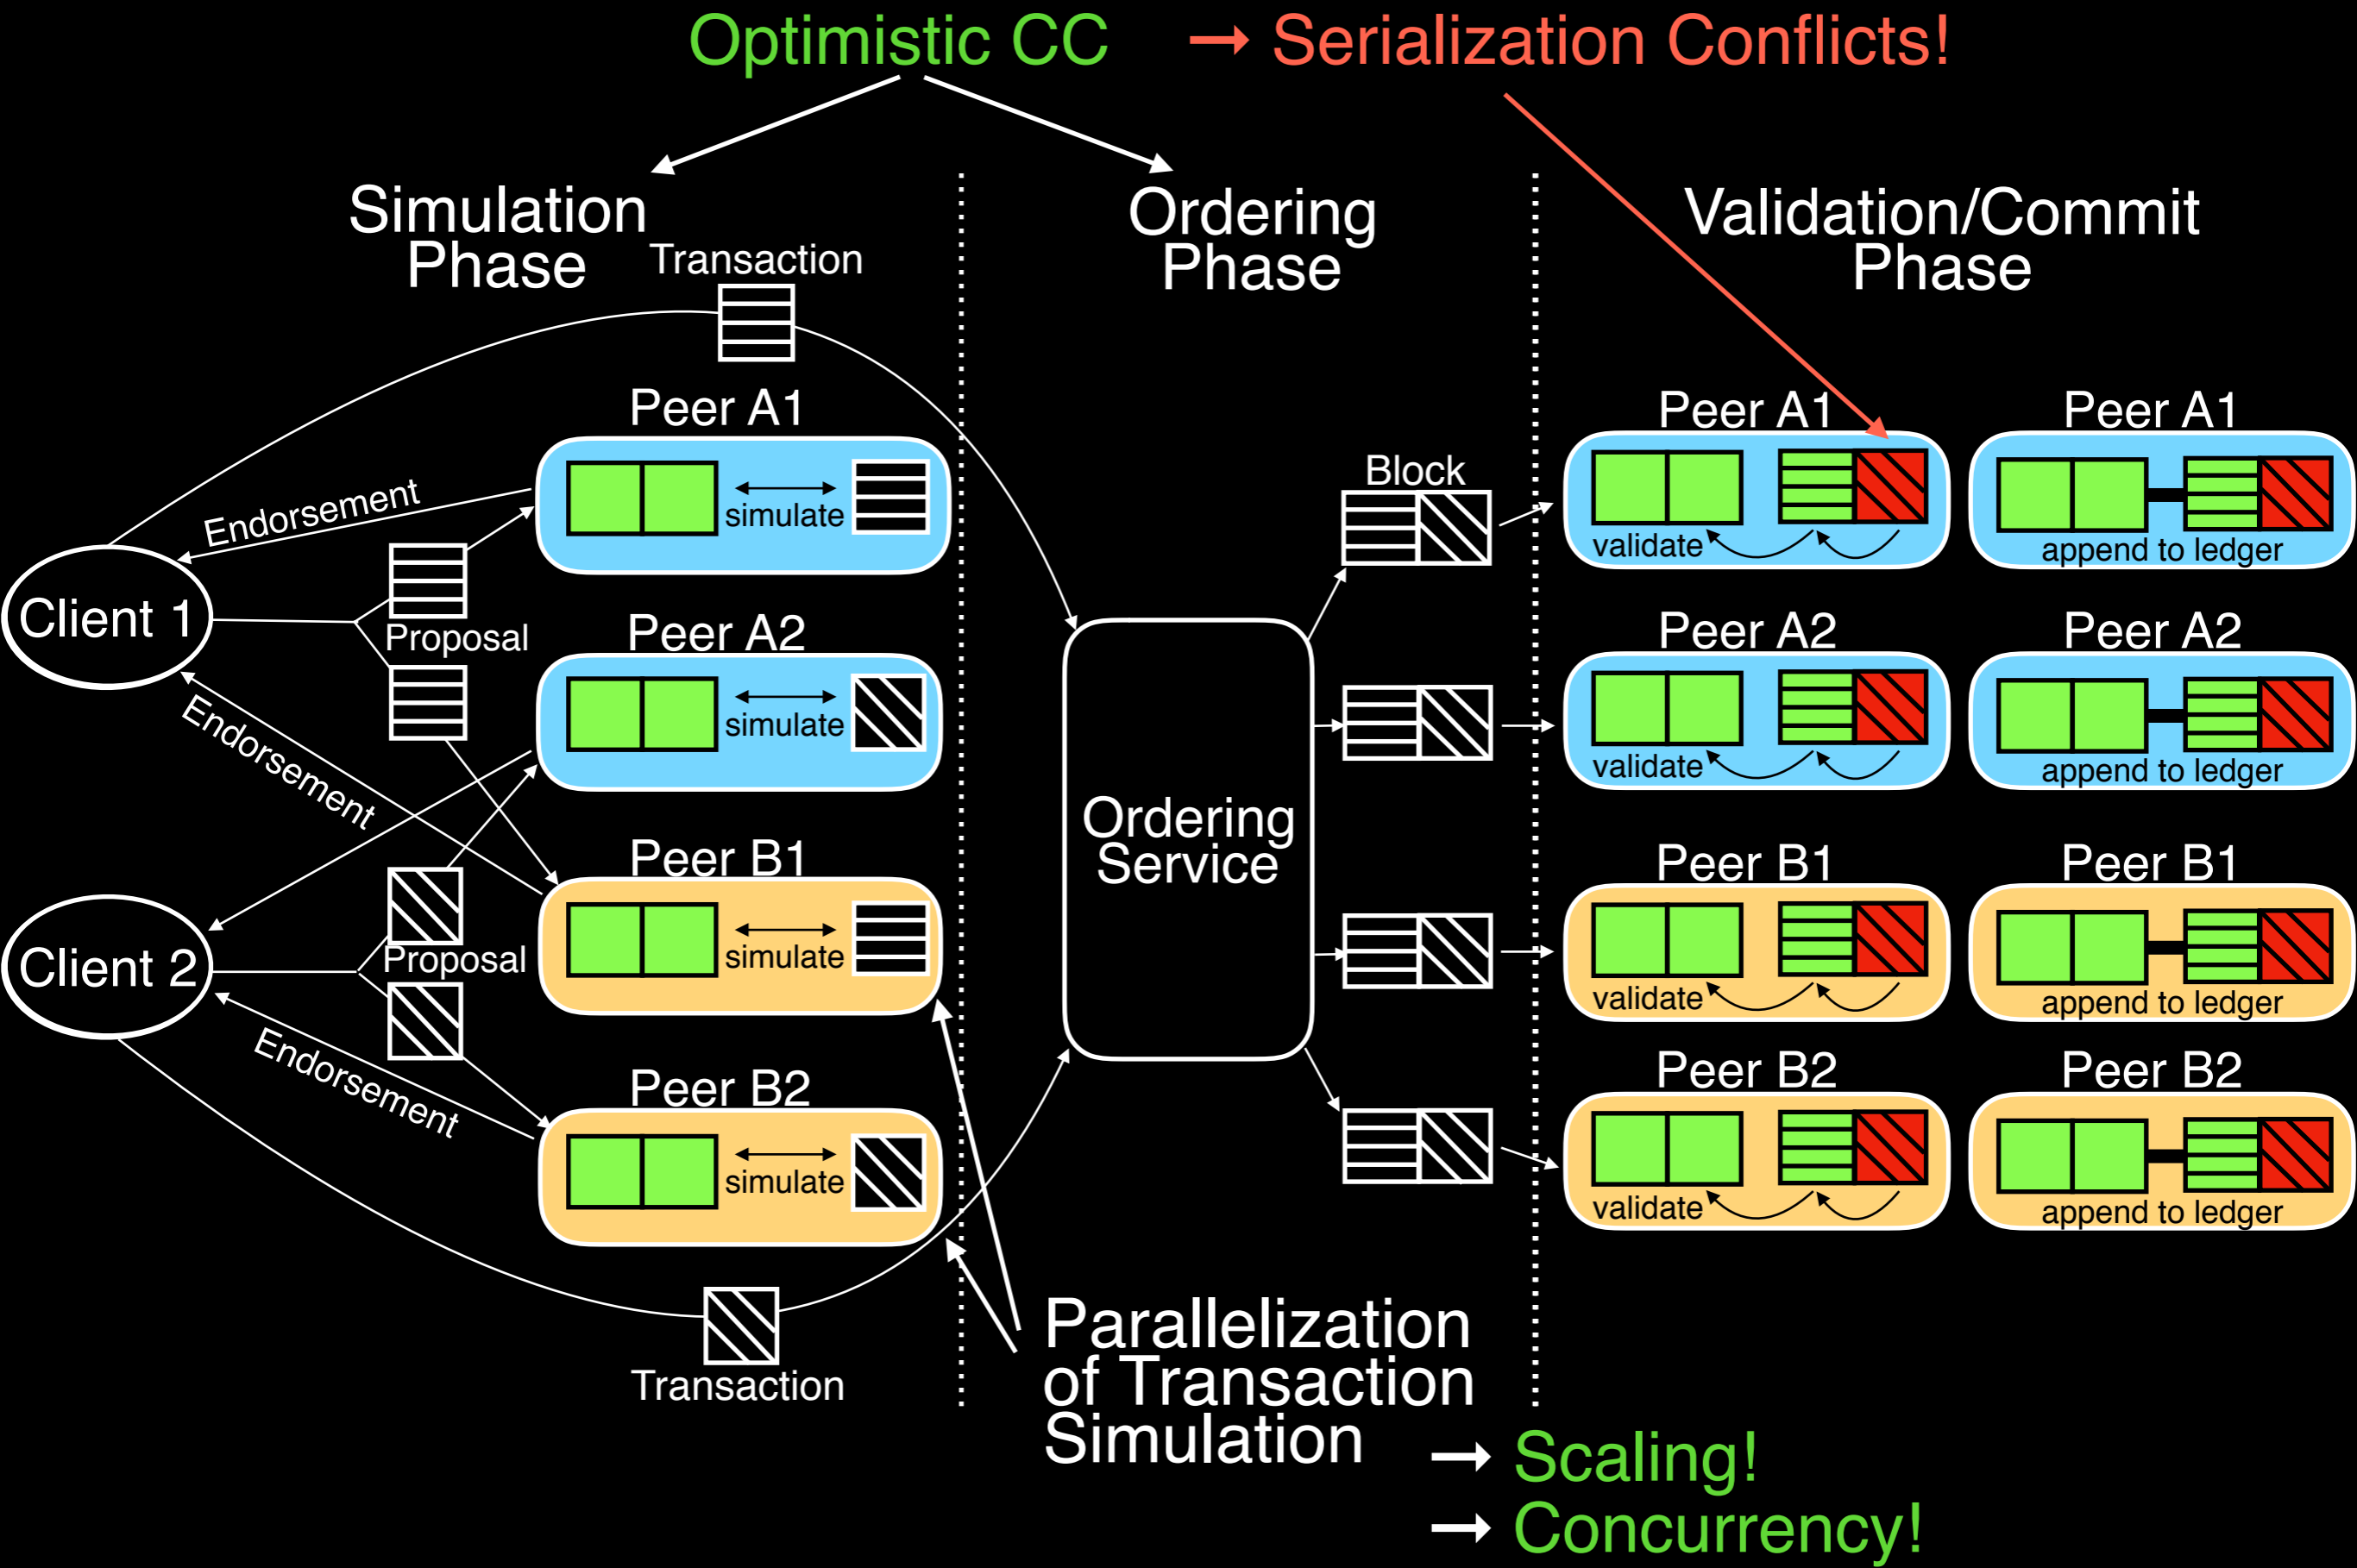 Optimistic CC → Serialization Conflicts!
Simulation
Phase
Ordering
Phase
Validation/Commit
Phase
Transaction
Peer A1
simulate
Endorsement
Client 1
Proposal
Peer A2
simulate
Endorsement
Peer B1
simulate
Client 2
Proposal
Endorsement
Peer B2
simulate
Transaction
Ordering
Service
Block
Parallelization
of Transaction
Simulation
→ Scaling!
→ Concurrency!
Peer A1
validate
Peer A1
append to ledger
Peer A2
validate
Peer A2
append to ledger
Peer B1
validate
Peer B1
append to ledger
Peer B2
validate
Peer B2
append to ledger